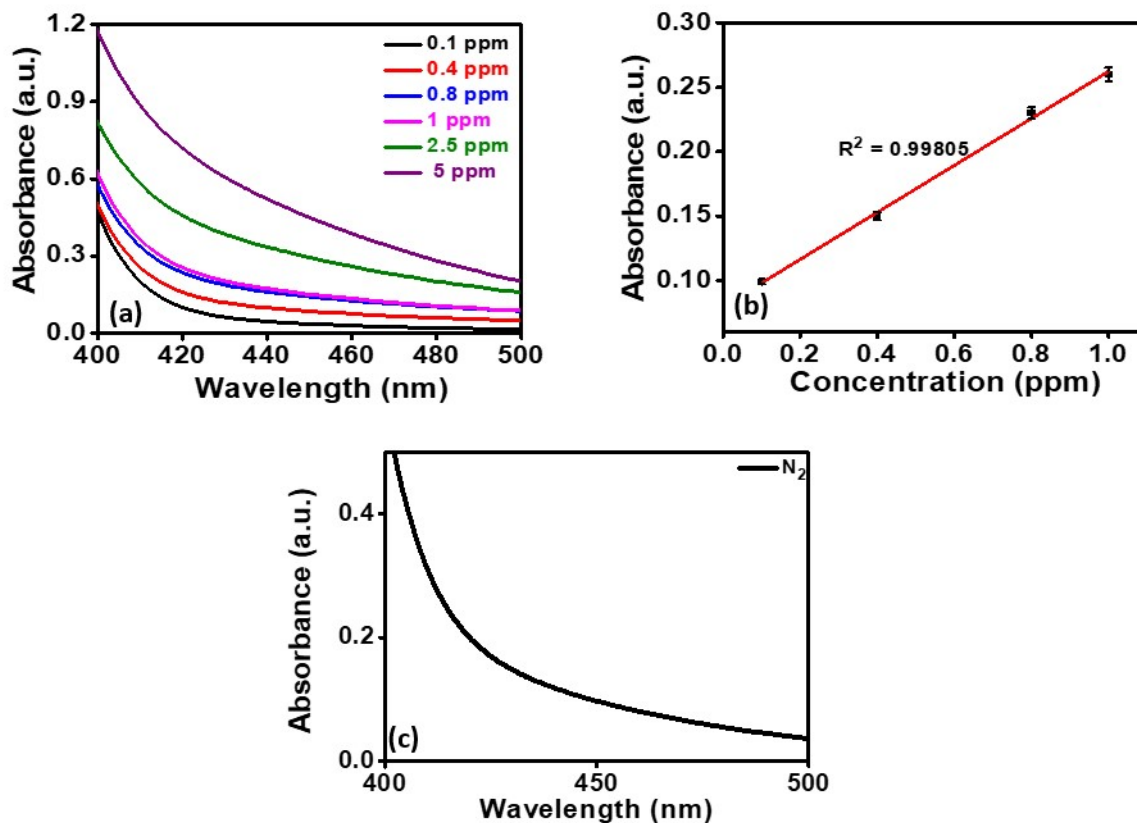 1.2
0.9
0.6
0.3
0.0
Absorbance (a.u.)
0.1 ppm
0.4 ppm
0.8 ppm
1 ppm
2.5 ppm
5 ppm
(a)
400 420 440 460 480 500
Wavelength (nm)
0.30
0.25
0.20
0.15
0.10
Absorbance (a.u.)
R² = 0.99805
(b)
0.0 0.2 0.4 0.6 0.8 1.0
Concentration (ppm)
0.4
0.2
0.0
Absorbance (a.u.)
N₂
(c)
400 450 500
Wavelength (nm)